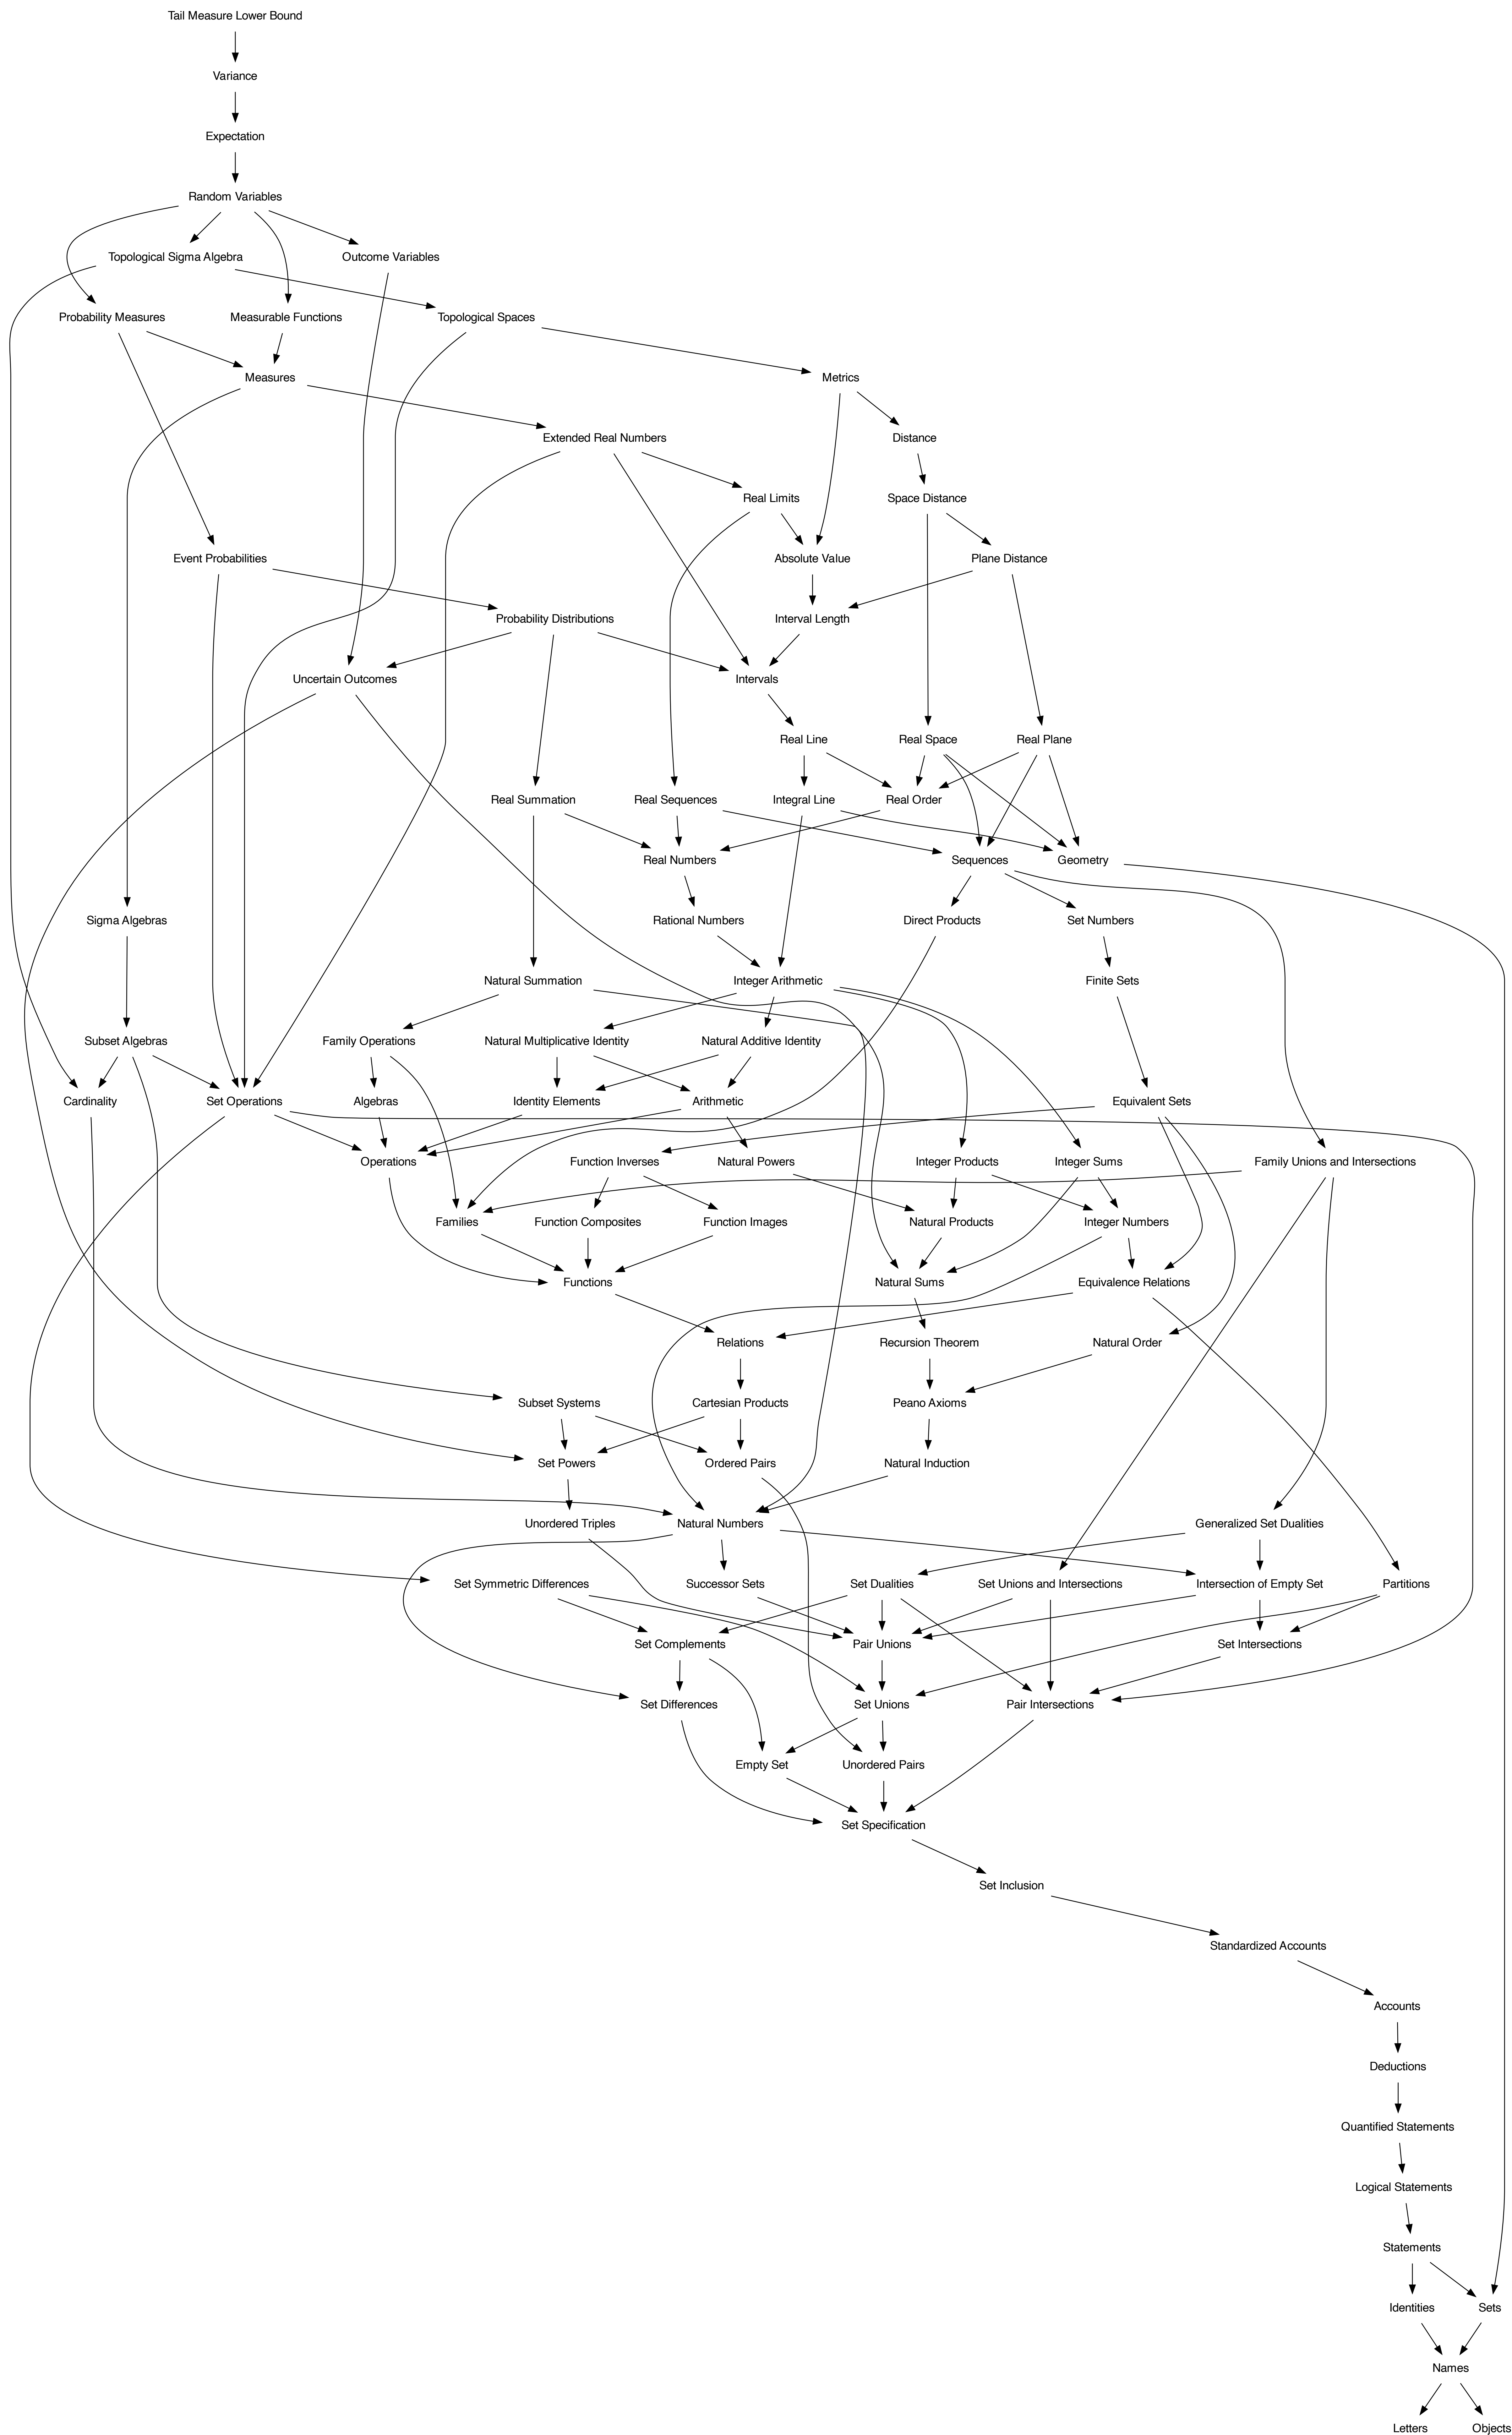 Tail Measure Lower Bound
Variance
Expectation
Random Variables
Topological Sigma Algebra
Outcome Variables
Probability Measures
Measurable Functions
Topological Spaces
Measures
Metrics
Extended Real Numbers
Distance
Real Limits
Space Distance
Event Probabilities
Absolute Value
Plane Distance
Probability Distributions
Interval Length
Uncertain Outcomes
Intervals
Real Line
Real Space
Real Plane
Real Summation
Real Sequences
Integral Line
Real Order
Real Numbers
Sequences
Geometry
Sigma Algebras
Rational Numbers
Direct Products
Set Numbers
Natural Summation
Integer Arithmetic
Finite Sets
Subset Algebras
Family Operations
Natural Multiplicative Identity
Natural Additive Identity
Cardinality
Set Operations
Algebras
Identity Elements
Arithmetic
Equivalent Sets
Operations
Function Inverses
Natural Powers
Integer Products
Integer Sums
Family Unions and Intersections
Families
Function Composites
Function Images
Natural Products
Integer Numbers
Functions
Natural Sums
Equivalence Relations
Relations
Recursion Theorem
Natural Order
Subset Systems
Cartesian Products
Peano Axioms
Set Powers
Ordered Pairs
Natural Induction
Unordered Triples
Natural Numbers
Generalized Set Dualities
Set Symmetric Differences
Successor Sets
Set Dualities
Set Unions and Intersections
Intersection of Empty Set
Partitions
Set Complements
Pair Unions
Set Intersections
Set Differences
Set Unions
Pair Intersections
Empty Set
Unordered Pairs
Set Specification
Set Inclusion
Standardized Accounts
Accounts
Deductions
Quantified Statements
Logical Statements
Statements
Identities
Sets
Names
Letters
Objects